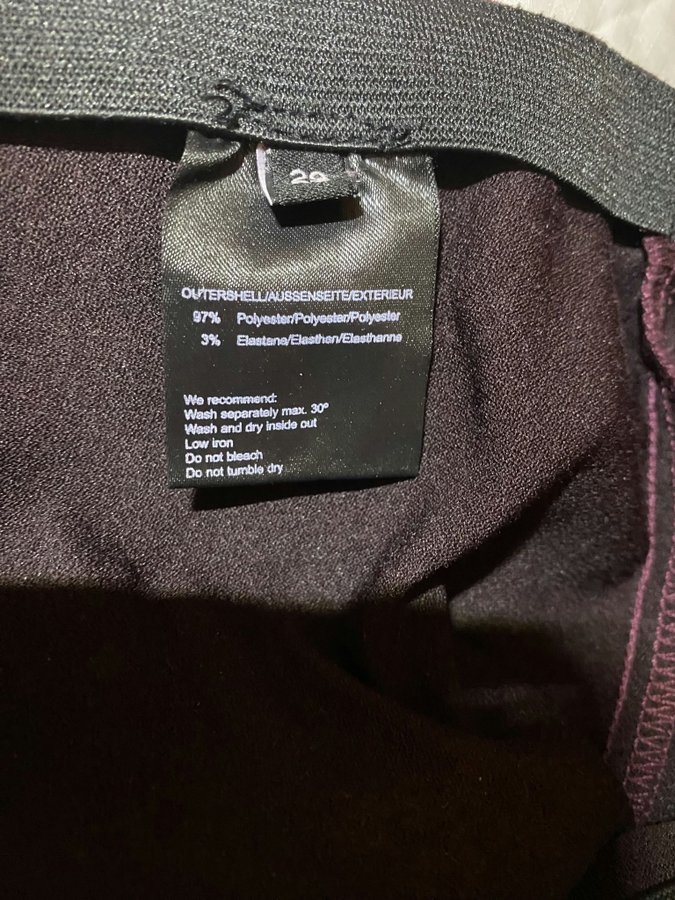 OUTERSHELL/AUSSENSEITE/EXTERIEUR
97% Polyester/Polyester/Polyester
3% Elastane/Elasthan/Elasthanne
We recommend:
Wash separately max. 30°
Wash and dry inside out
Low iron
Do not bleach
Do not tumble dry